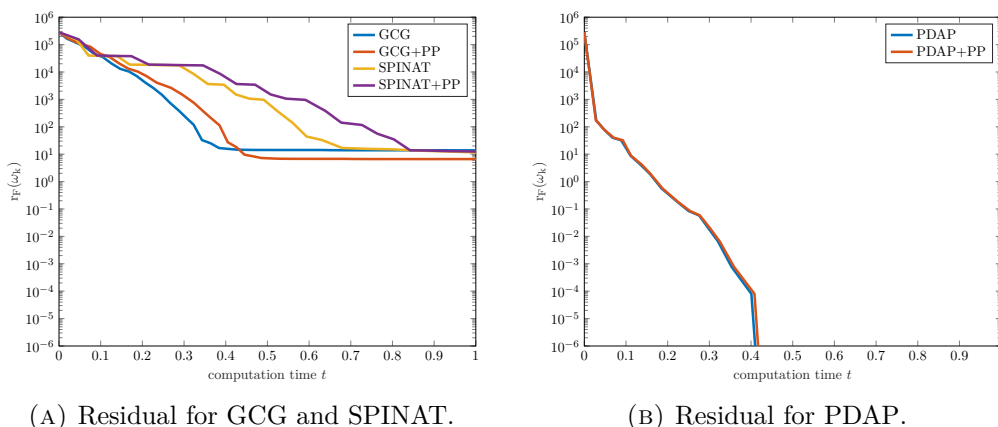 10^6
10^5
10^4
10^3
10^2
10^1
10^0
10^-1
10^-2
10^-3
10^-4
10^-5
10^-6
r_F(ω_k)
0 0.1 0.2 0.3 0.4 0.5 0.6 0.7 0.8 0.9 1
computation time t
GCG
GCG+PP
SPINAT
SPINAT+PP
(A) Residual for GCG and SPINAT.
10^6
10^5
10^4
10^3
10^2
10^1
10^0
10^-1
10^-2
10^-3
10^-4
10^-5
10^-6
r_F(ω_k)
0 0.1 0.2 0.3 0.4 0.5 0.6 0.7 0.8 0.9
computation time t
PDAP
PDAP+PP
(B) Residual for PDAP.